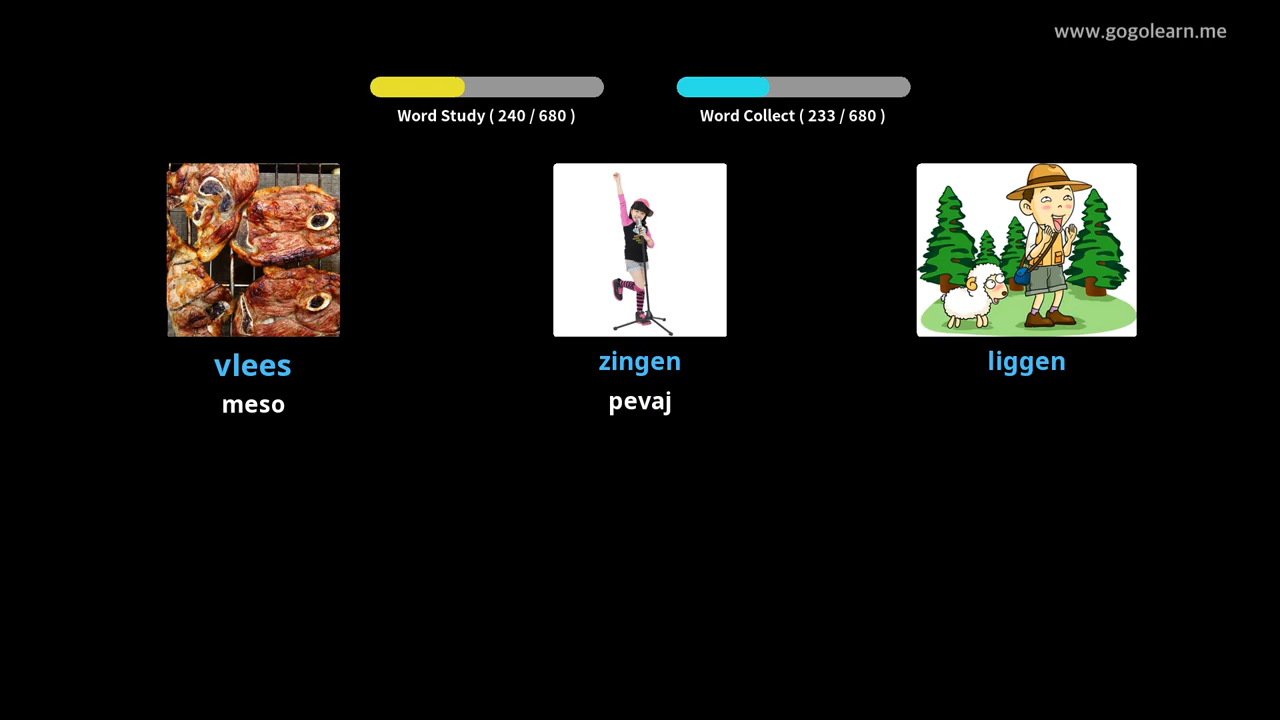 www.gogolearn.me
Word Study ( 240 / 680 )
Word Collect ( 233 / 680 )
vlees
meso
zingen
pevaj
liggen